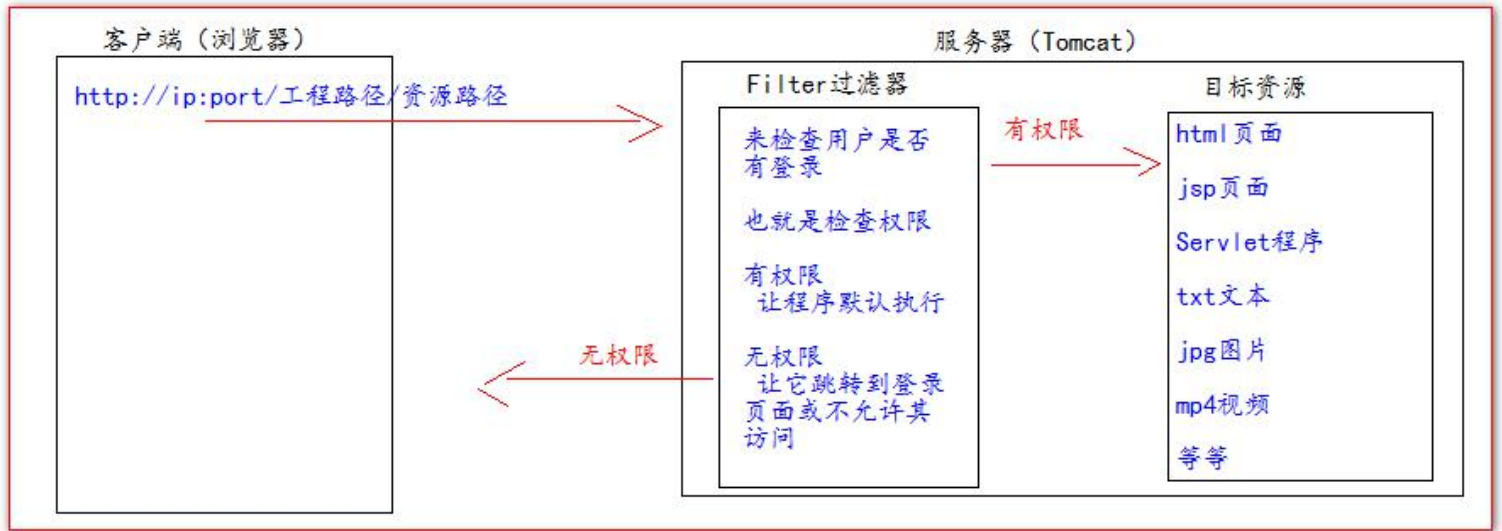 客户端（浏览器）
http://ip:port/工程路径/资源路径
服务器（Tomcat）
Filter过滤器
来检查用户是否
有登录
也就是检查权限
有权限
让程序默认执行
无权限
让它跳转到登录
页面或不允许其
访问
有权限
无权限
目标资源
html页面
jsp页面
Servlet程序
txt文本
jpg图片
mp4视频
等等